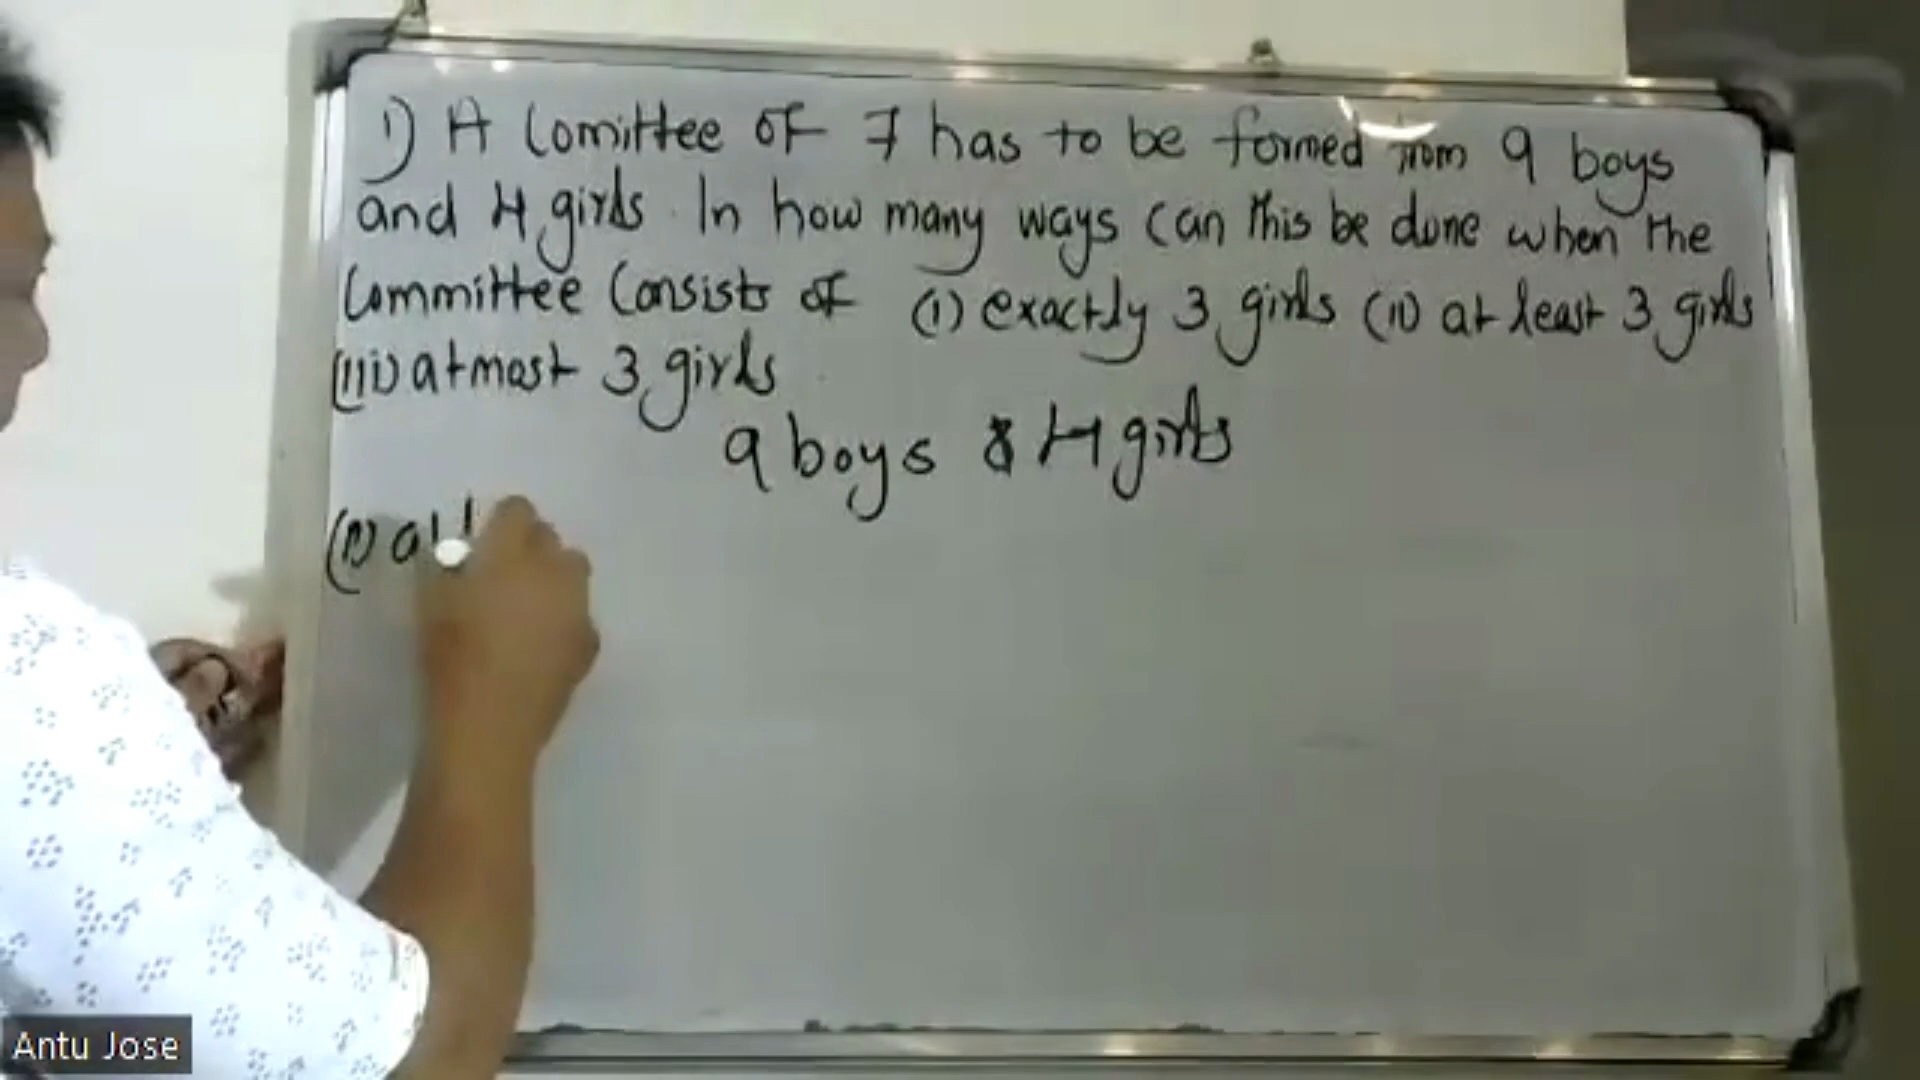 1) A Comittee of 7 has to be formed from 9 boys
and 4 girls. In how many ways can this be done when the
Committee Consists of (i) exactly 3 girls (ii) at least 3 girls
(iii) atmost 3 girls
9 boys & 4 girls
(ii) atl
Antu Jose